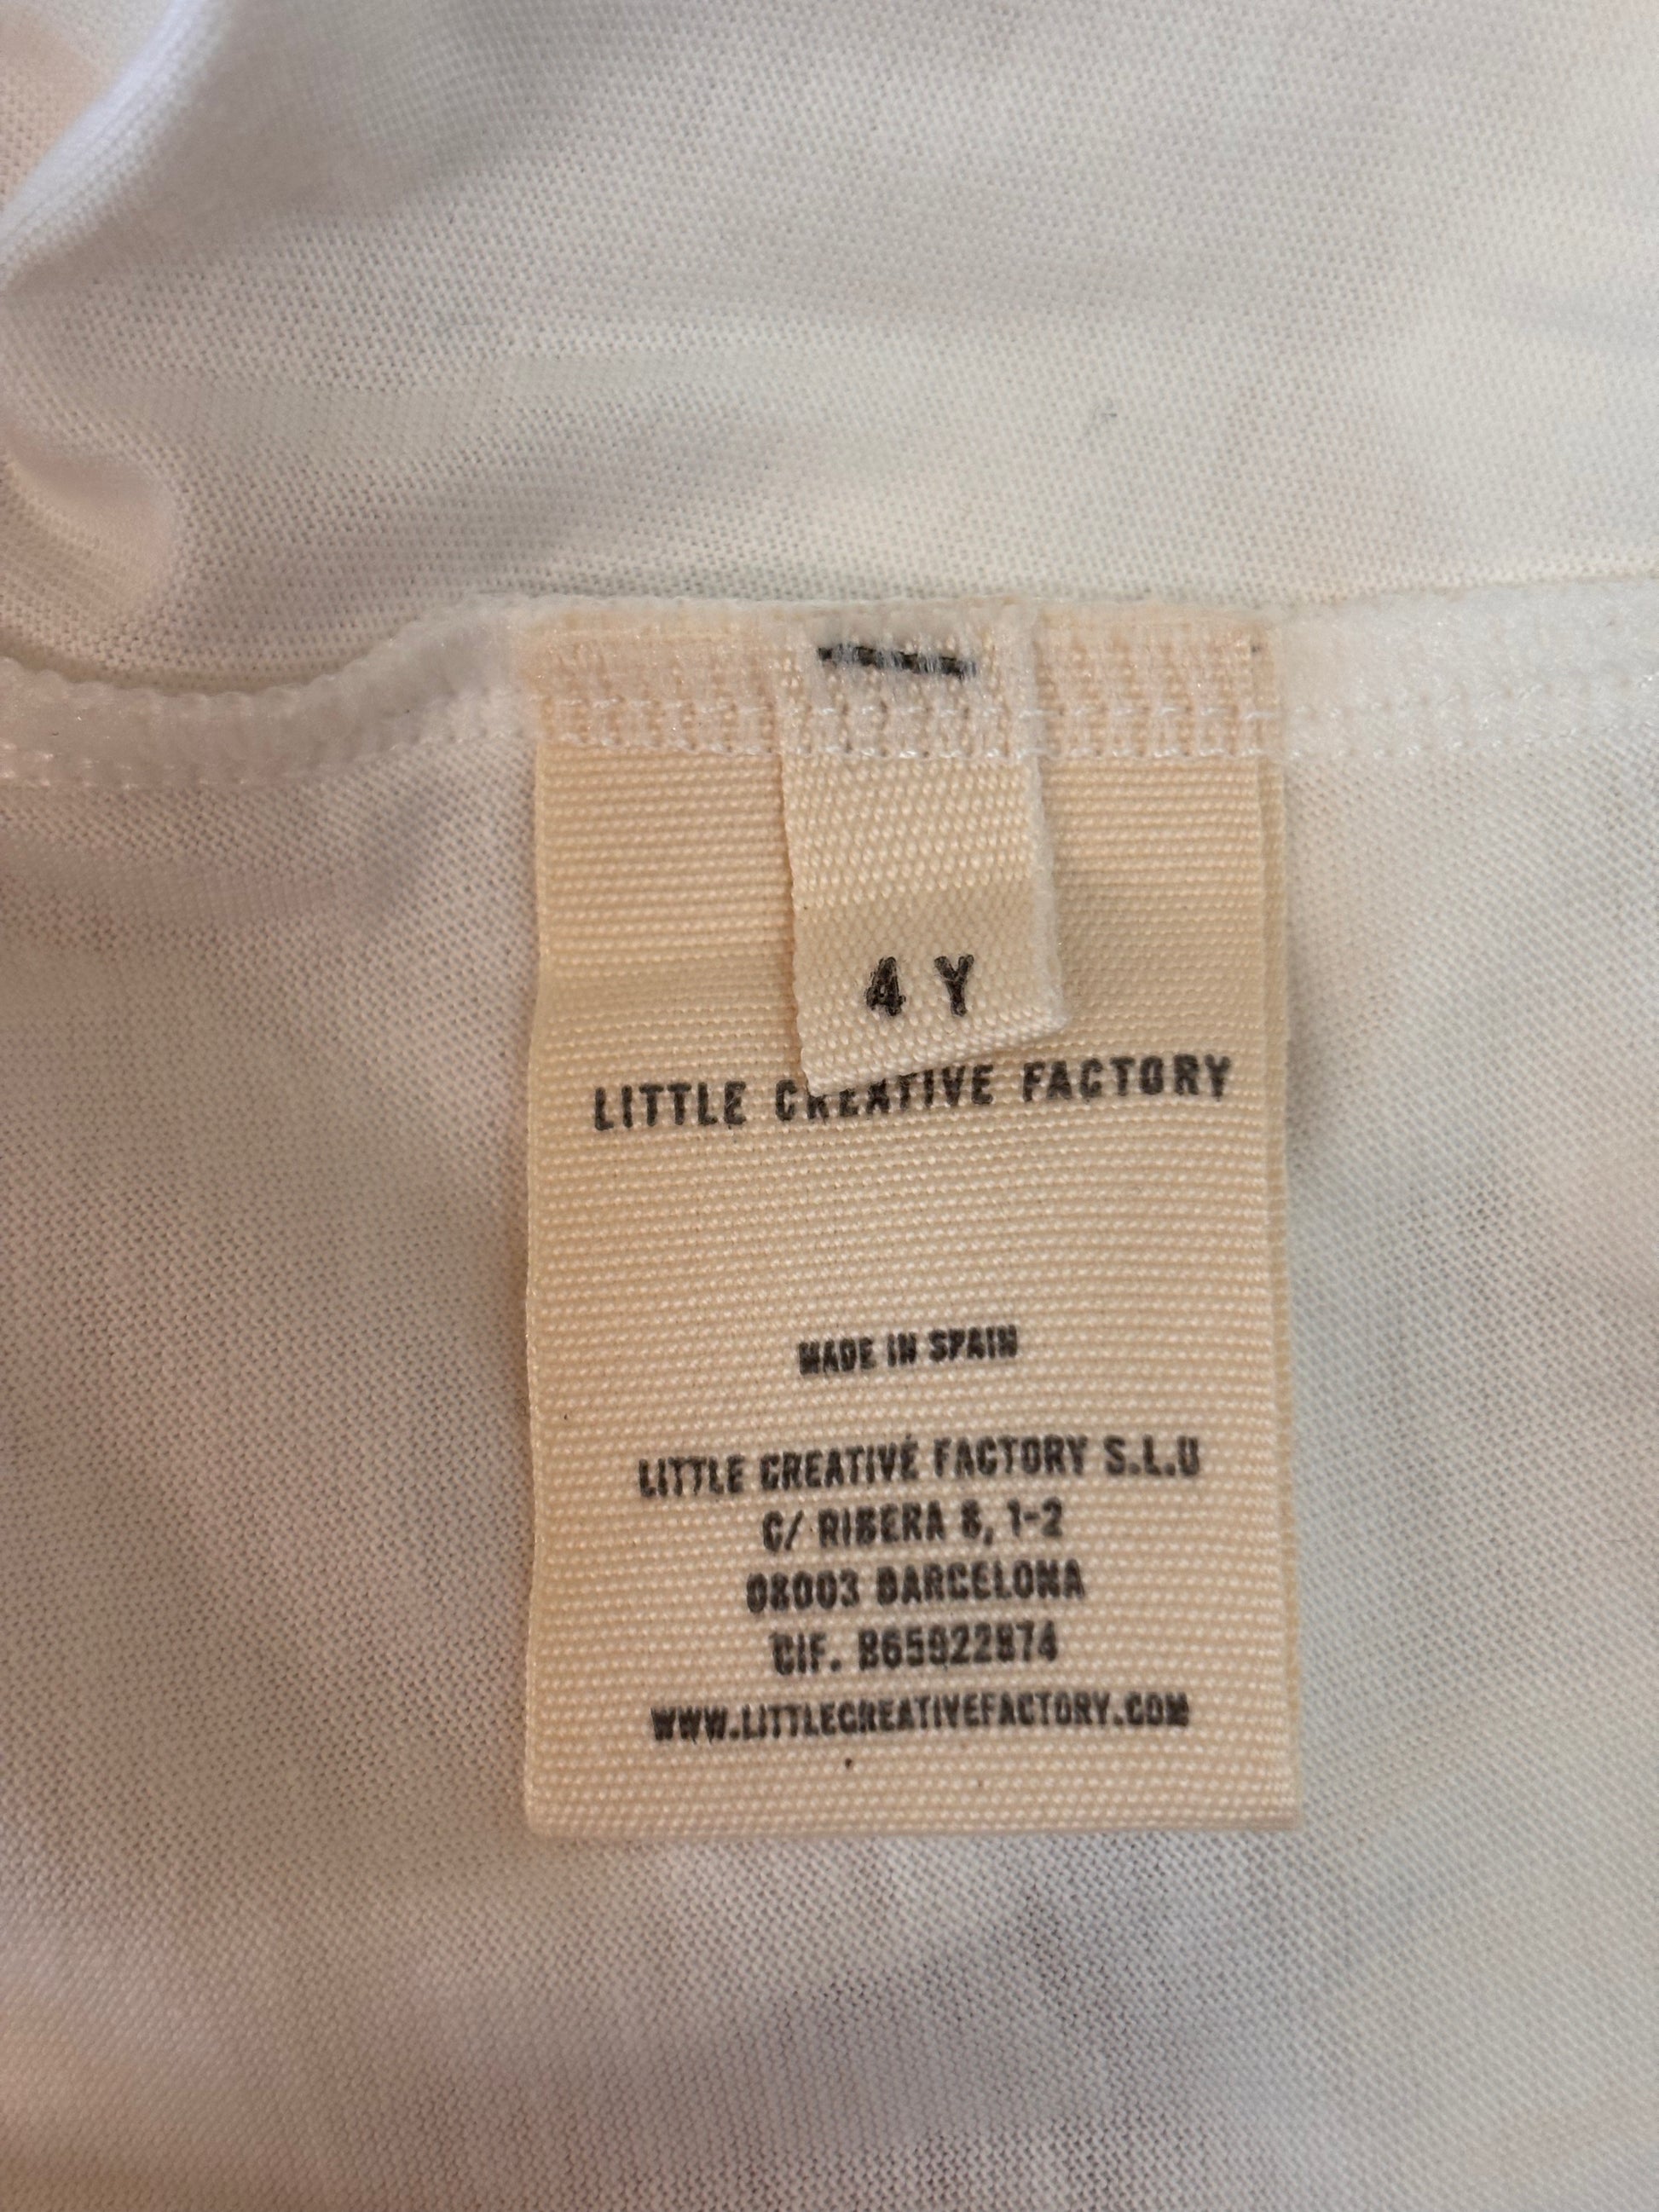 4 Y
LITTLE CREATIVE FACTORY
MADE IN SPAIN
LITTLE CREATIVE FACTORY S.L.U
C/ RIBERA 8, 1-2
08003 BARCELONA
CIF. B65922874
WWW.LITTLECREATIVEFACTORY.COM